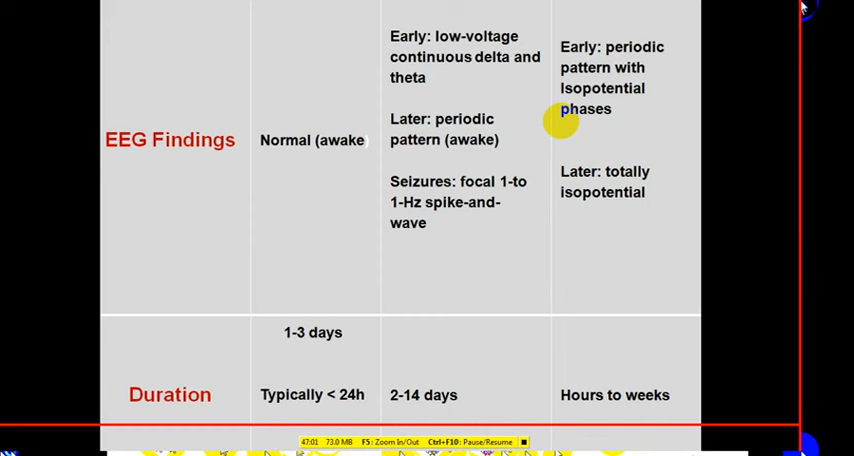 EEG Findings
Normal (awake)
Early: low-voltage
continuous delta and
theta
Later: periodic
pattern (awake)
Seizures: focal 1-to
1-Hz spike-and-
wave
Early: periodic
pattern with
Isopotential
phases
Later: totally
isopotential
Duration
1-3 days
Typically < 24h
2-14 days
Hours to weeks
47:01 73.0 MB F5: Zoom In/Out Ctrl+F10: Pause/Resume